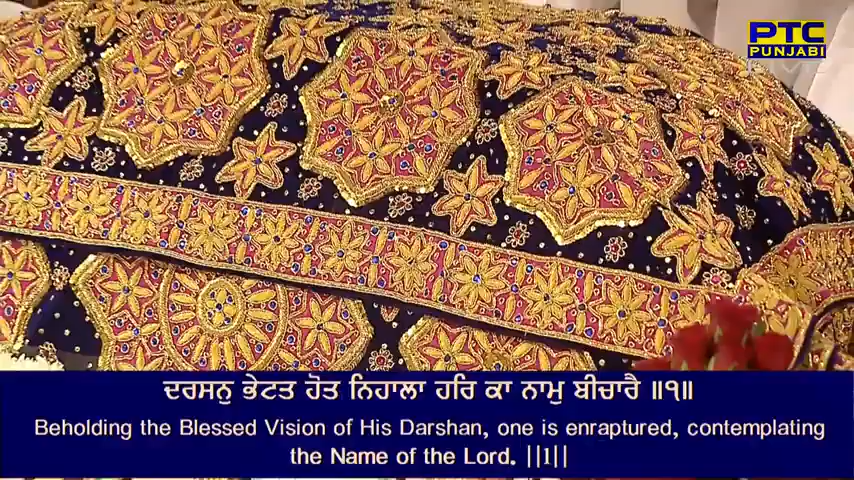 PTC
PUNJABI
ਦਰਸਨੁ ਭੇਟਤ ਹੋਤ ਨਿਹਾਲਾ ਹਰਿ ਕਾ ਨਾਮੁ ਬੀਚਾਰੈ ॥੧॥
Beholding the Blessed Vision of His Darshan, one is enraptured, contemplating
the Name of the Lord. ||1||